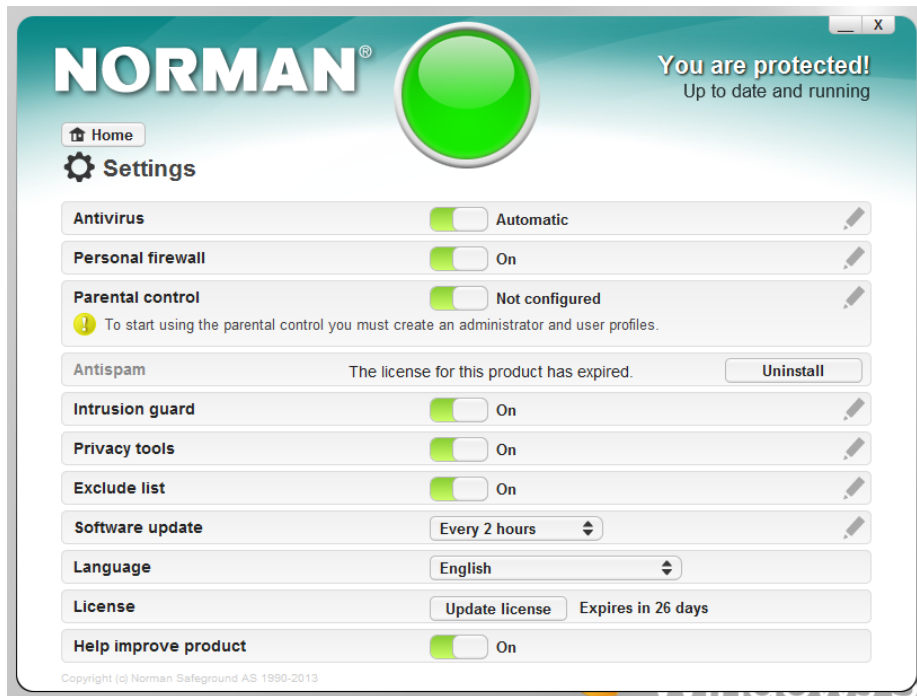 X
NORMAN®
You are protected!
Up to date and running
Home
Settings
Antivirus Automatic
Personal firewall On
Parental control Not configured
! To start using the parental control you must create an administrator and user profiles.
Antispam The license for this product has expired. Uninstall
Intrusion guard On
Privacy tools On
Exclude list On
Software update Every 2 hours
Language English
License Update license Expires in 26 days
Help improve product On
Copyright (c) Norman Safeground AS 1990-2013